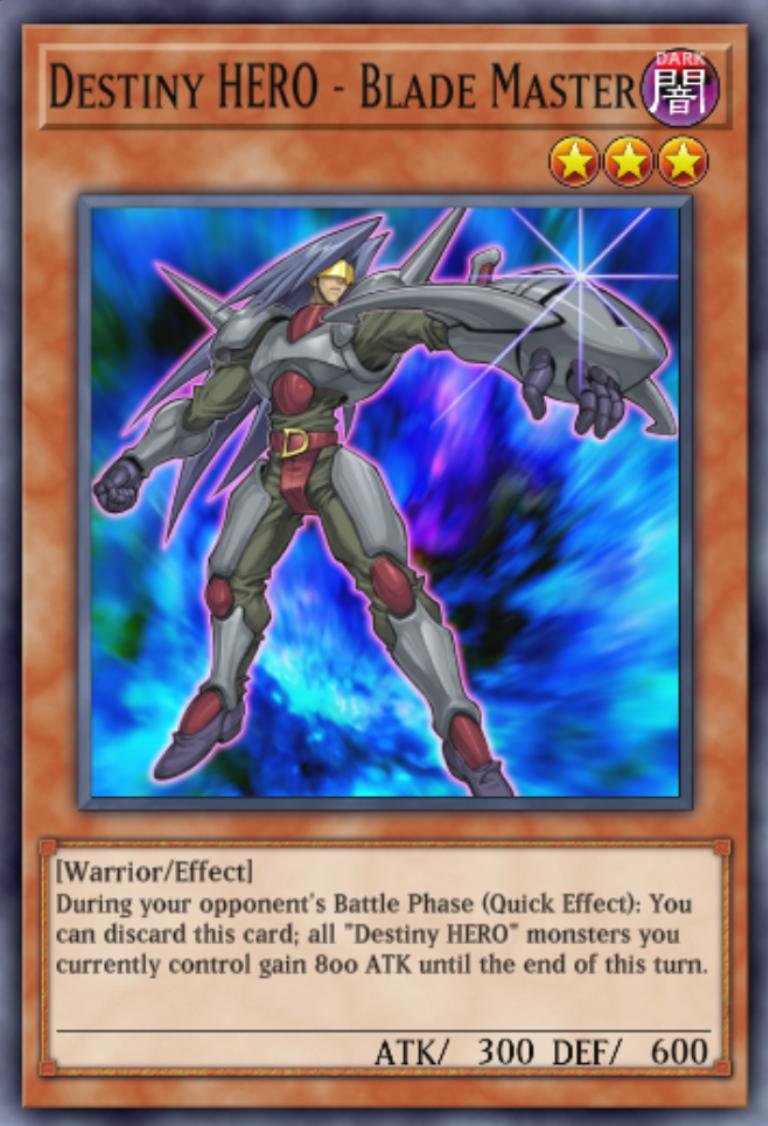 Destiny HERO - Blade Master
DARK
闇
[Warrior/Effect]
During your opponent's Battle Phase (Quick Effect): You
can discard this card; all "Destiny HERO" monsters you
currently control gain 800 ATK until the end of this turn.
ATK/ 300 DEF/ 600
D